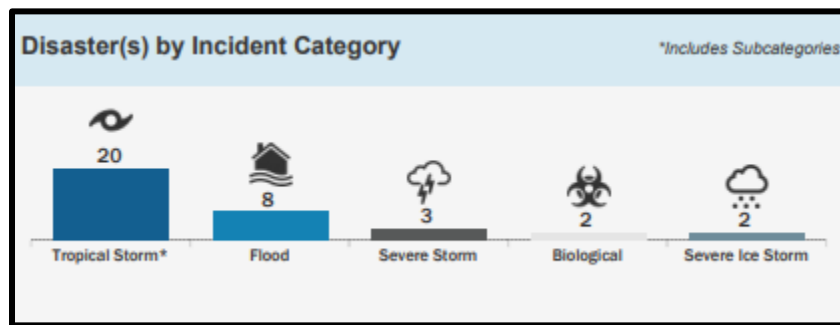 Disaster(s) by Incident Category
*Includes Subcategories
20
8
3
2
2
Tropical Storm*
Flood
Severe Storm
Biological
Severe Ice Storm